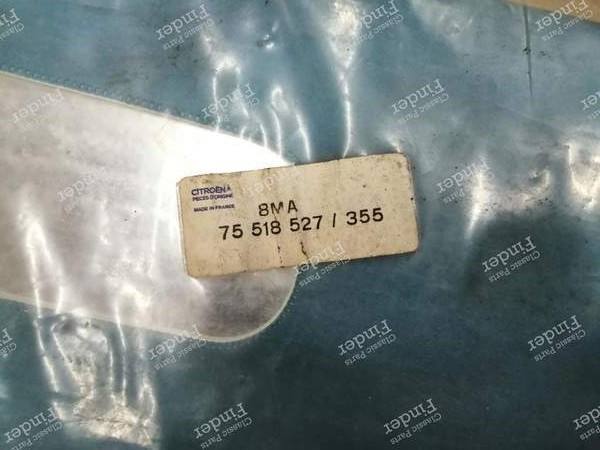 CITROËN
PIECES D'ORIGINE
MADE IN FRANCE
8MA
75 518 527 / 355
Finder
Classic Parts